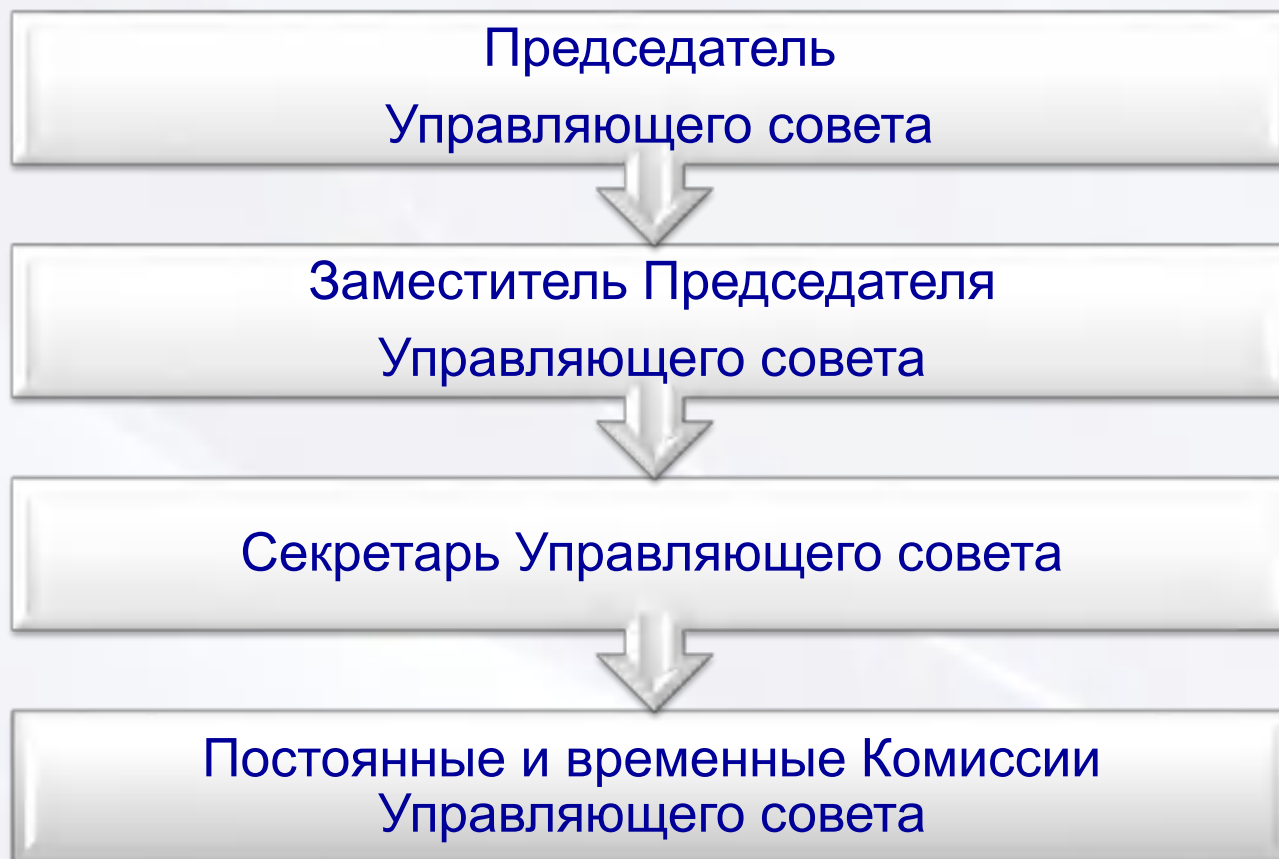 Председатель
Управляющего совета
Заместитель Председателя
Управляющего совета
Секретарь Управляющего совета
Постоянные и временные Комиссии
Управляющего совета